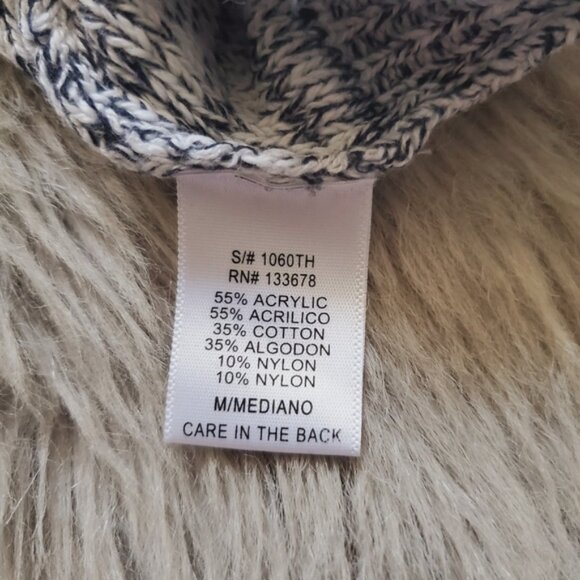 S/# 1060TH
RN# 133678
55% ACRYLIC
55% ACRILICO
35% COTTON
35% ALGODON
10% NYLON
10% NYLON
M/MEDIANO
CARE IN THE BACK